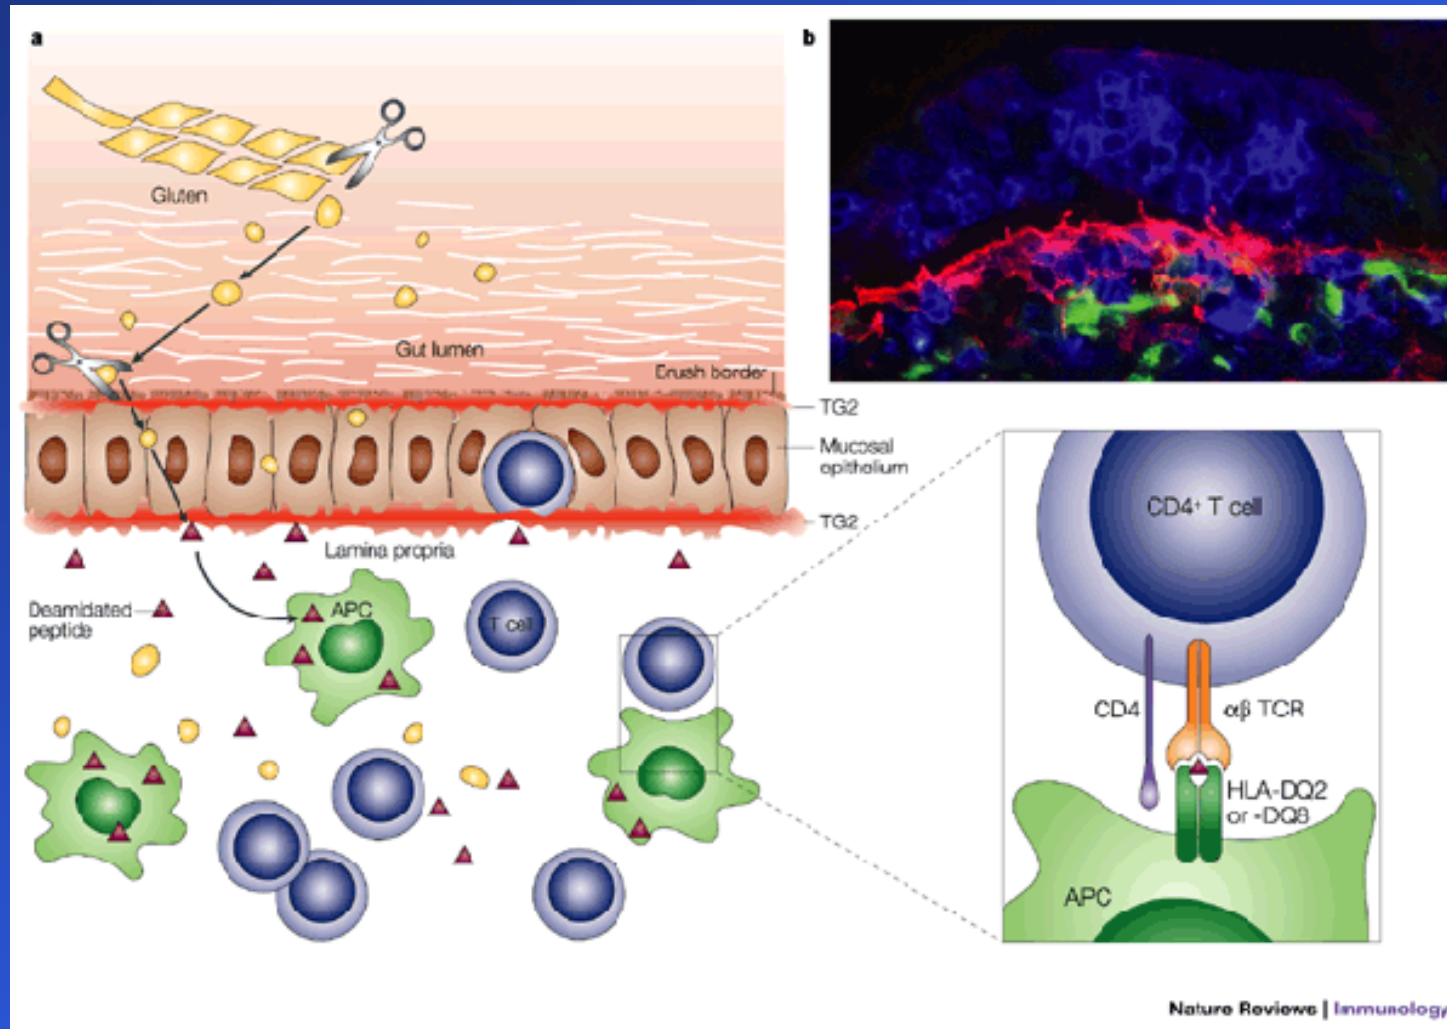 a
b
Gluten
Gut lumen
Brush border
TG2
Mucosal
epithelium
TG2
Lamina propria
Deamidated
peptide
APC
T cell
CD4⁺ T cell
CD4
αβ TCR
HLA-DQ2
or -DQ8
APC
Nature Reviews | Immunology